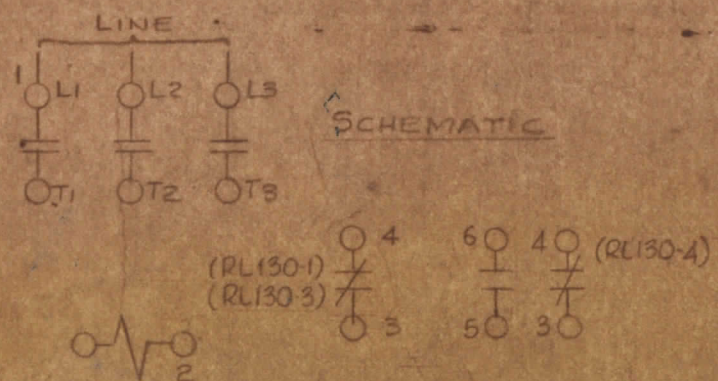 LINE
1 L1 L2 L3
SCHEMATIC
T1 T2 T3
4 6 4 (RL130-4)
(RL130-1)
(RL130-3)
3 5 3
2